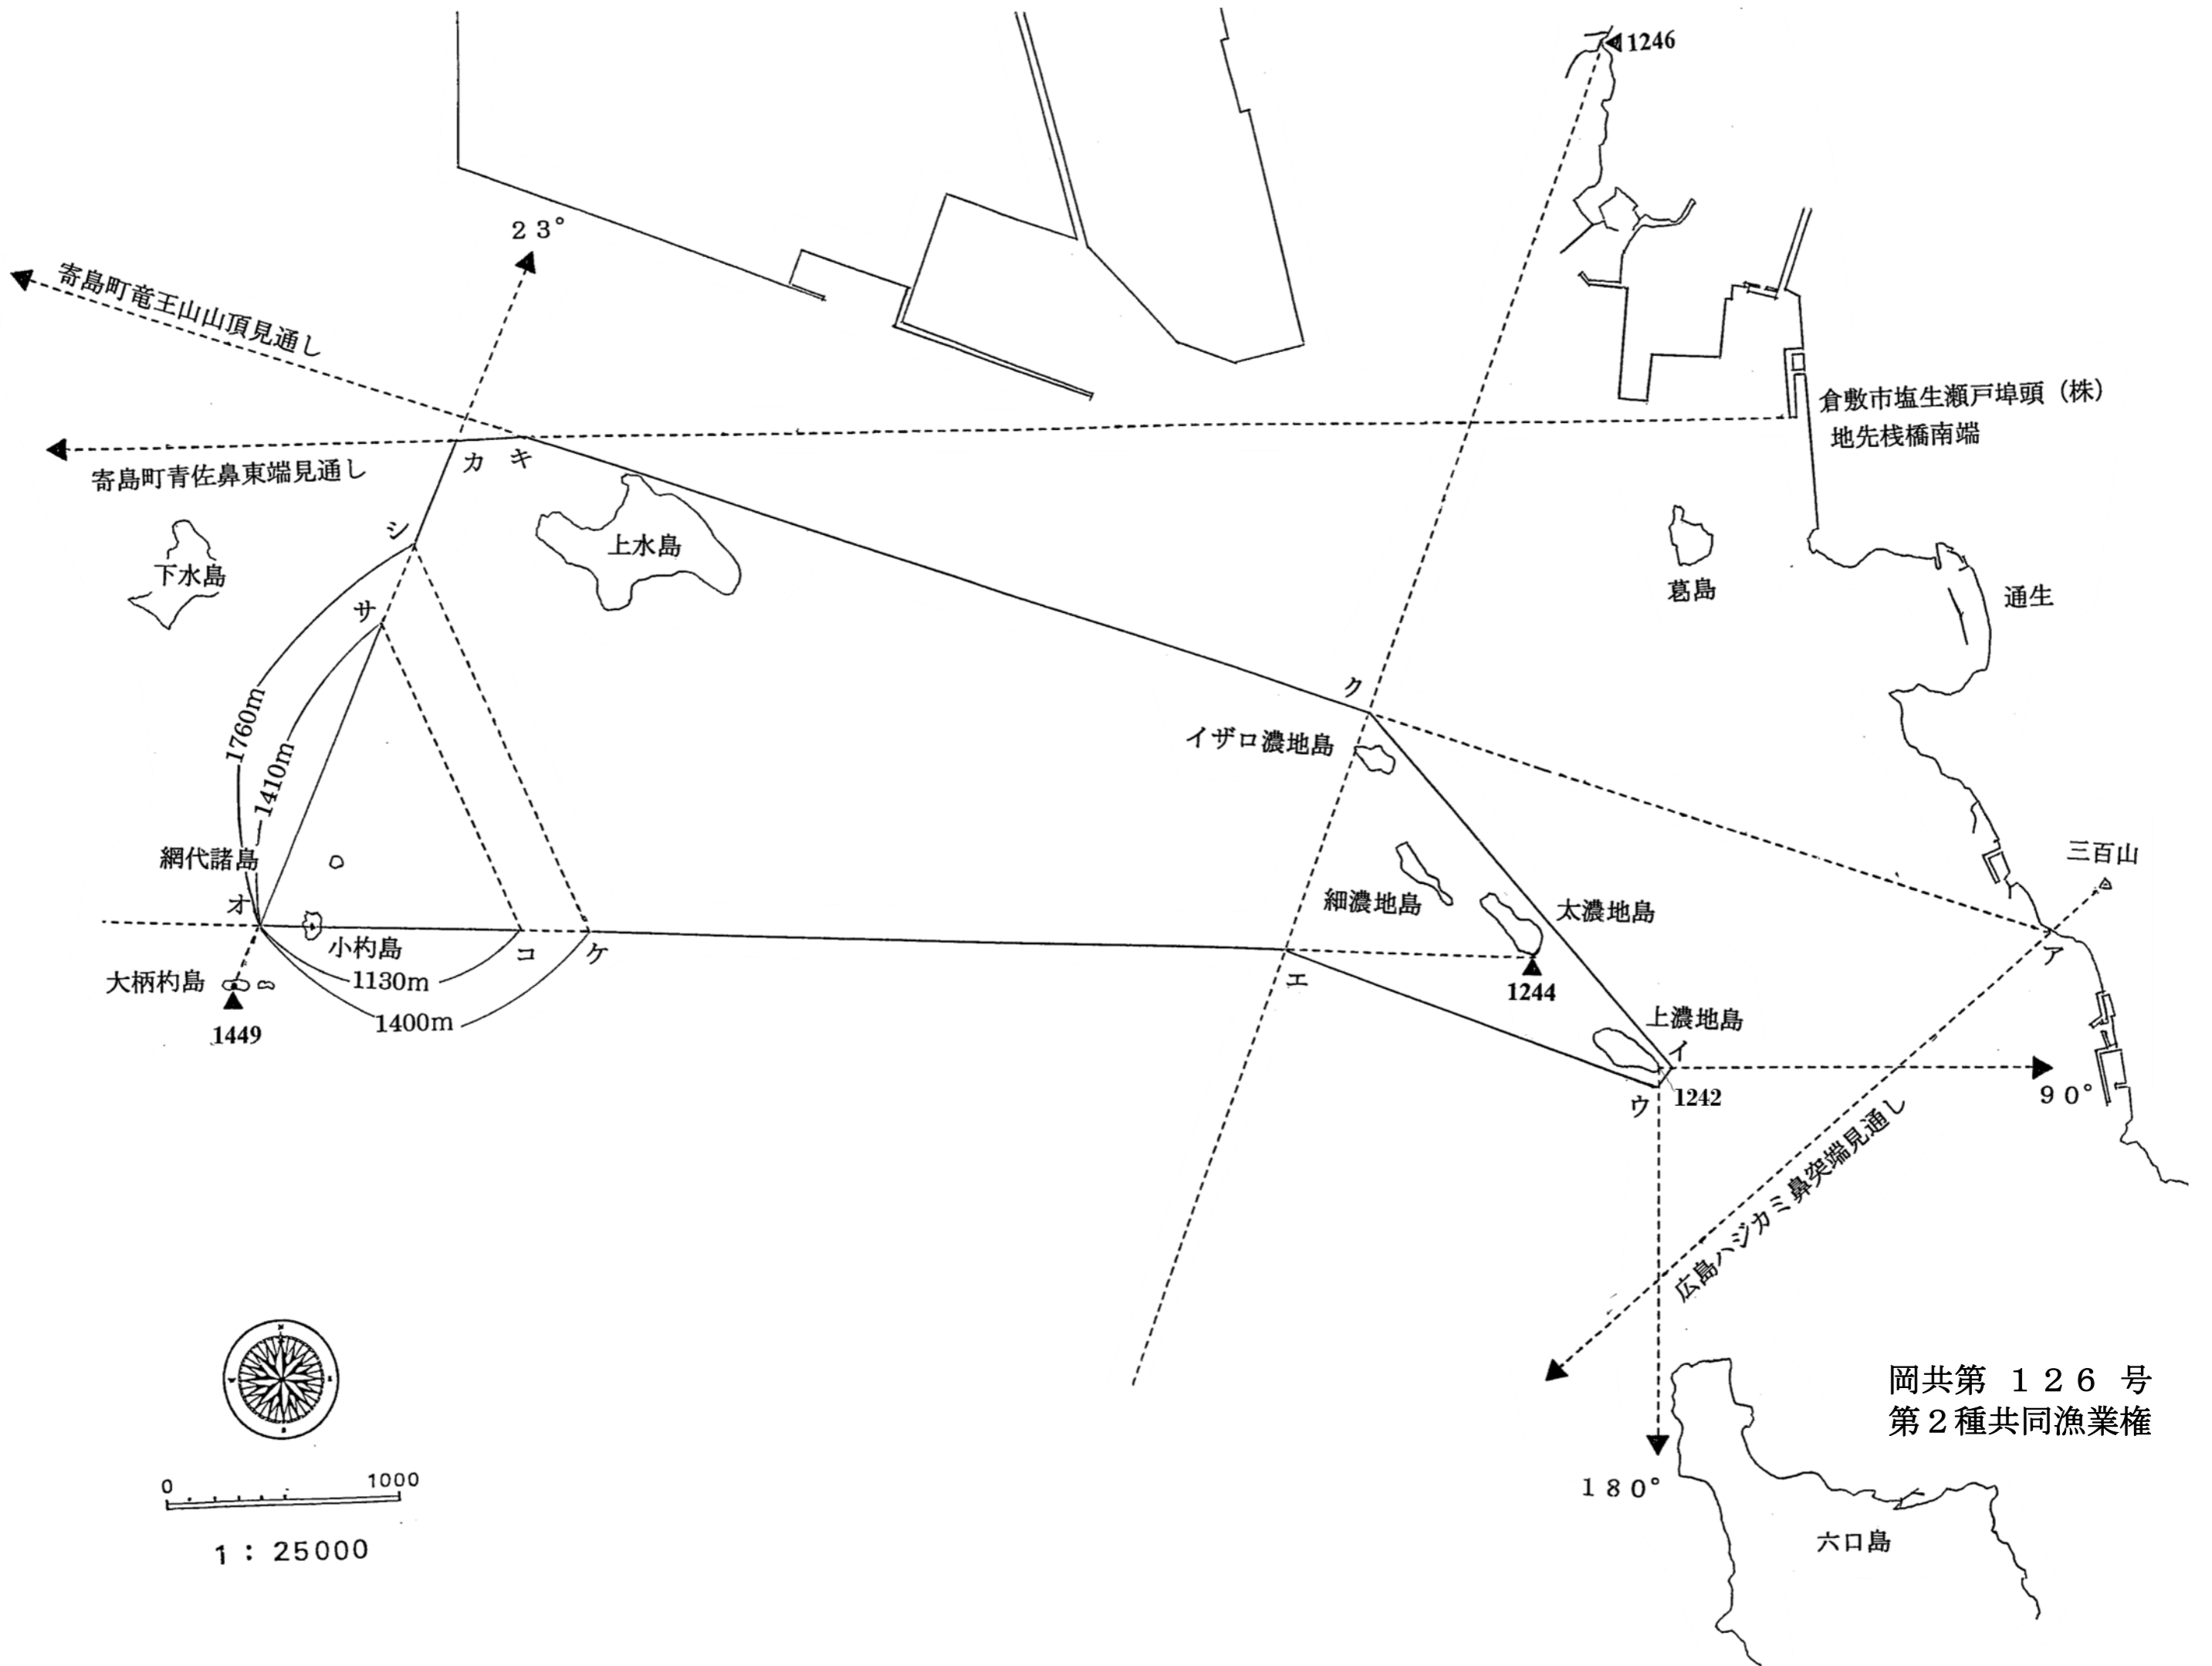 1246
23°
寄島町竜王山山頂見通し
倉敷市塩生瀬戸埠頭（株）
地先桟橋南端
カ
キ
寄島町青佐鼻東端見通し
シ
上水島
下水島
葛島
通生
サ
ク
イザロ濃地島
1760m
1410m
三百山
網代諸島
細濃地島
太濃地島
オ
小杓島
コ
ケ
ア
大柄杓島
1130m
エ
1244
1449
1400m
上濃地島
イ
ウ
1242
90°
広島ハジカミ鼻突端見通し
岡共第 126 号
第2種共同漁業権
0
1000
180°
1:25000
六口島